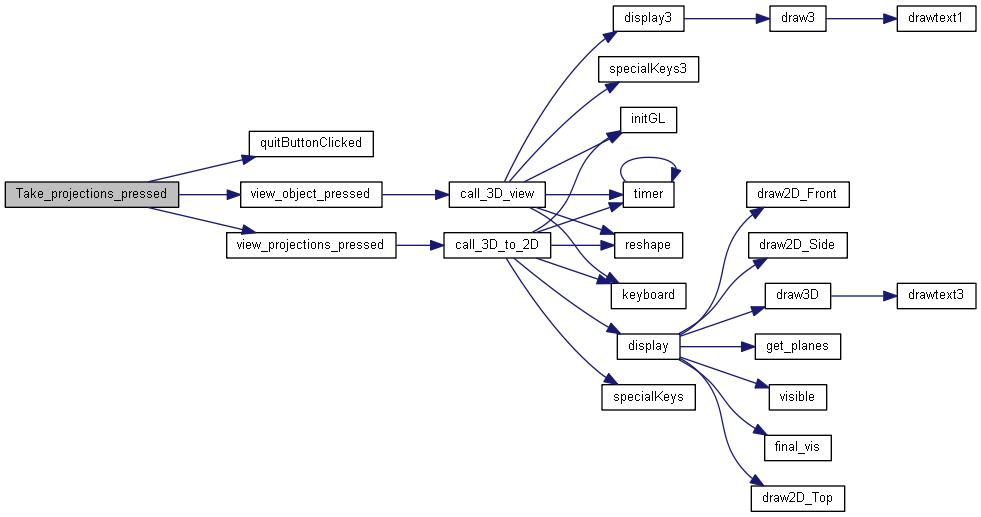 display3
draw3
drawtext1
specialKeys3
initGL
quitButtonClicked
Take_projections_pressed
view_object_pressed
call_3D_view
timer
draw2D_Front
view_projections_pressed
call_3D_to_2D
reshape
draw2D_Side
keyboard
draw3D
drawtext3
display
get_planes
specialKeys
visible
final_vis
draw2D_Top